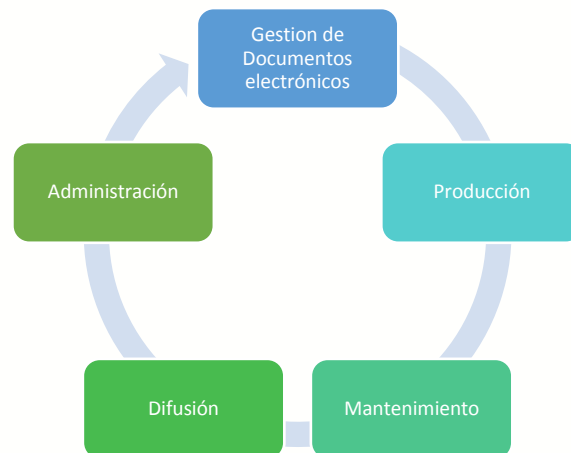 Gestion de
Documentos
electrónicos
Producción
Mantenimiento
Difusión
Administración